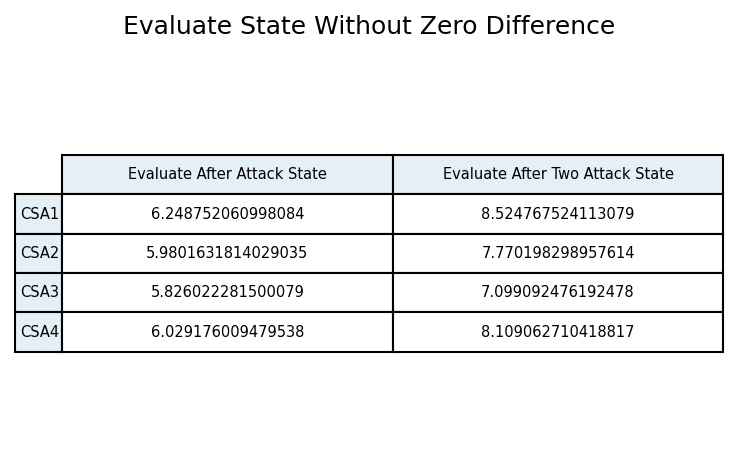 Evaluate State Without Zero Difference
Evaluate After Attack State Evaluate After Two Attack State
CSA1 6.248752060998084 8.524767524113079
CSA2 5.9801631814029035 7.770198298957614
CSA3 5.826022281500079 7.099092476192478
CSA4 6.029176009479538 8.109062710418817